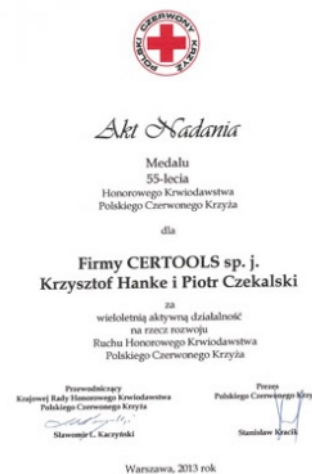 POLSKI CZERWONY KRZYŻ
Akt Nadania
Medalu
55-lecia
Honorowego Krwiodawstwa
Polskiego Czerwonego Krzyża
dla
Firmy CERTOOLS sp. j.
Krzysztof Hanke i Piotr Czekalski
za
wieloletnią aktywną działalność
na rzecz rozwoju
Ruchu Honorowego Krwiodawstwa
Polskiego Czerwonego Krzyża
Przewodniczący
Krajowej Rady Honorowego Krwiodawstwa
Polskiego Czerwonego Krzyża
Sławomir L. Kaczyński
Prezes
Polskiego Czerwonego Krzy
Stanisław Kracik
Warszawa, 2013 rok